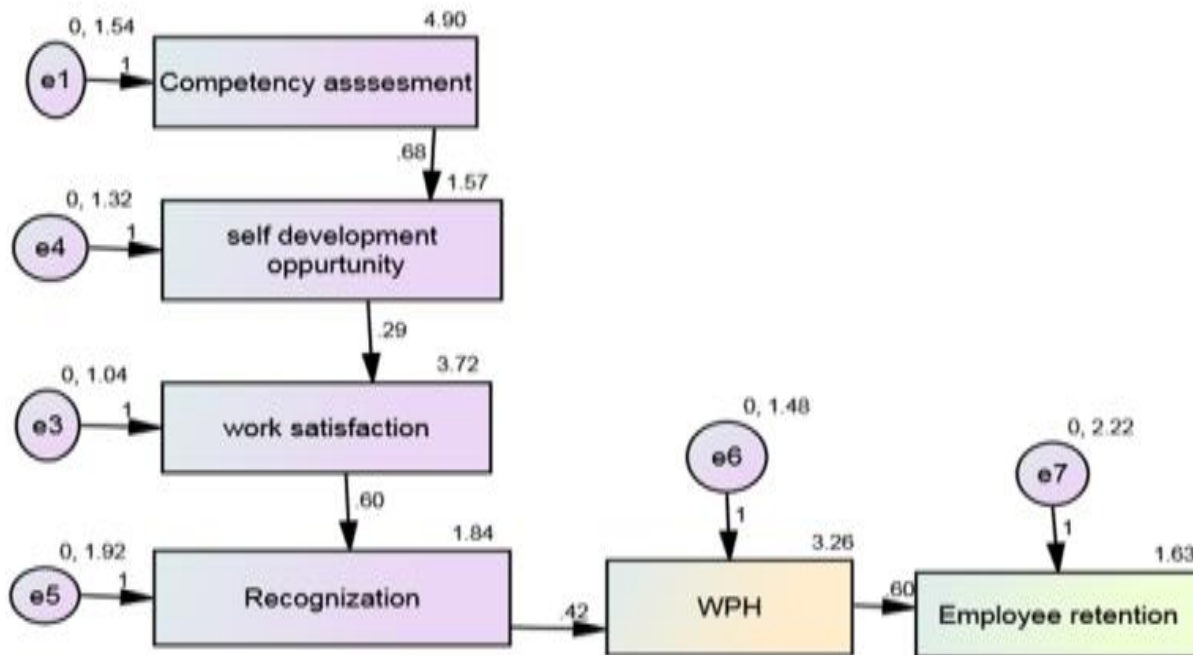 4.90
0, 1.54
e1
1
Competency asssesment
.68
1.57
0, 1.32
e4
1
self development
oppurtunity
.29
3.72
0, 1.04
e3
1
work satisfaction
.60
1.84
0, 1.92
e5
1
Recognization
.42
0, 1.48
e6
1
3.26
WPH
.60
0, 2.22
e7
1
1.63
Employee retention